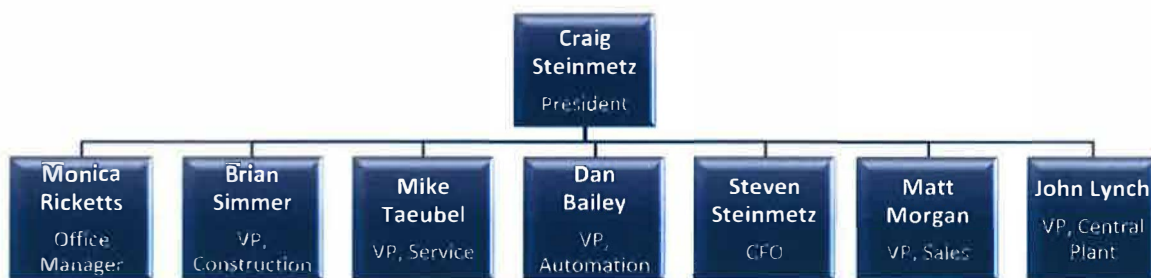 Craig
Steinmetz
President
Monica
Ricketts
Office
Manager
Brian
Simmer
VP,
Construction
Mike
Taeubel
VP, Service
Dan
Bailey
VP,
Automation
Steven
Steinmetz
CFO
Matt
Morgan
VP, Sales
John Lynch
VP, Central
Plant